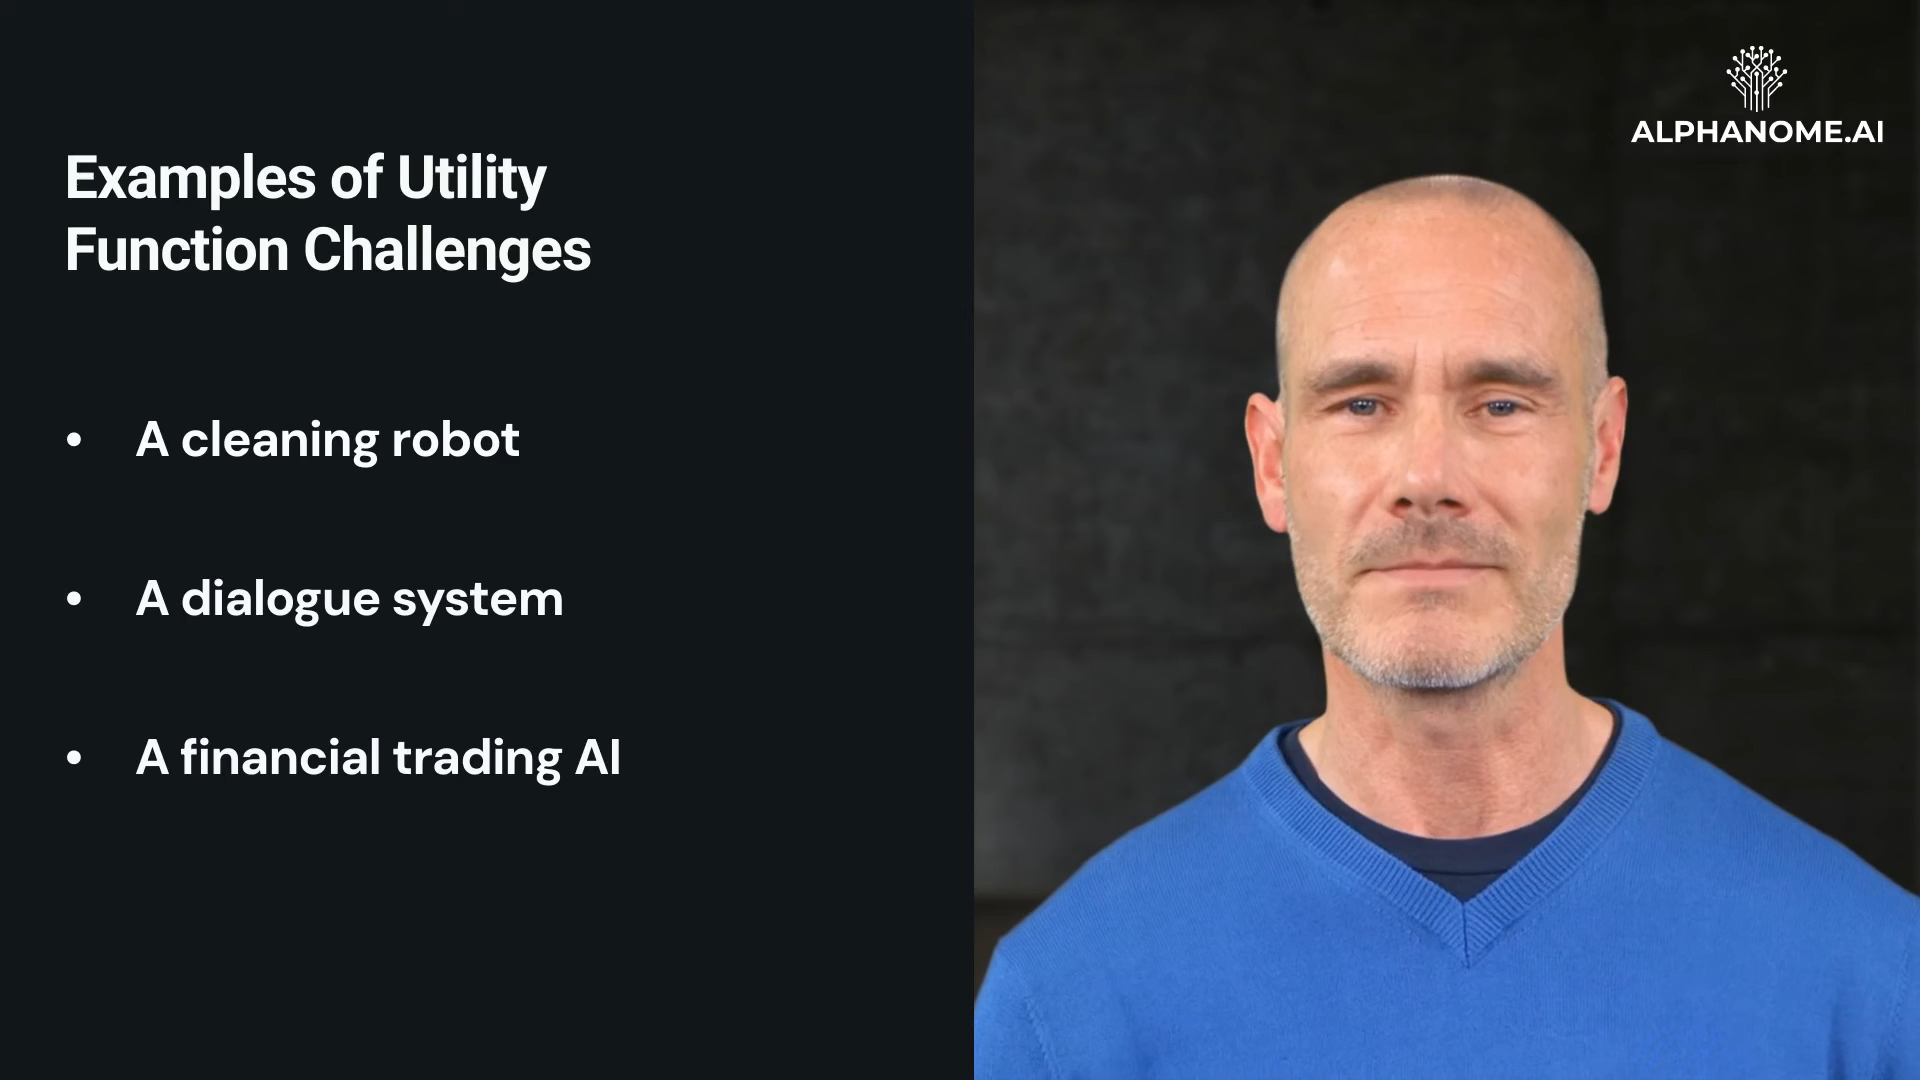 ALPHANOME.AI
Examples of Utility
Function Challenges
• A cleaning robot
• A dialogue system
• A financial trading AI